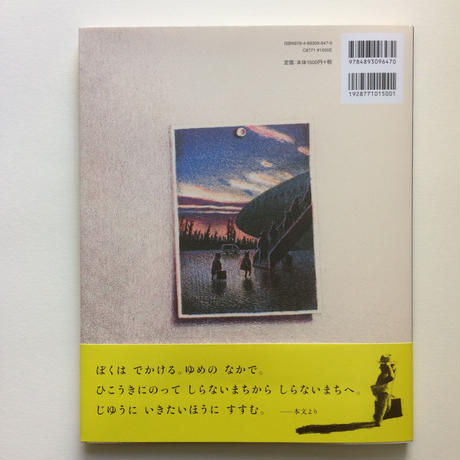 ISBN978-4-89309-647-0
C8771 ¥1500E
定価:本体1500円+税
9784893096470
1928771015001
ぼくは でかける。ゆめの なかで。
ひこうきにのって しらないまちから しらないまちへ。
じゆうに いきたいほうに すすむ。 ——本文より